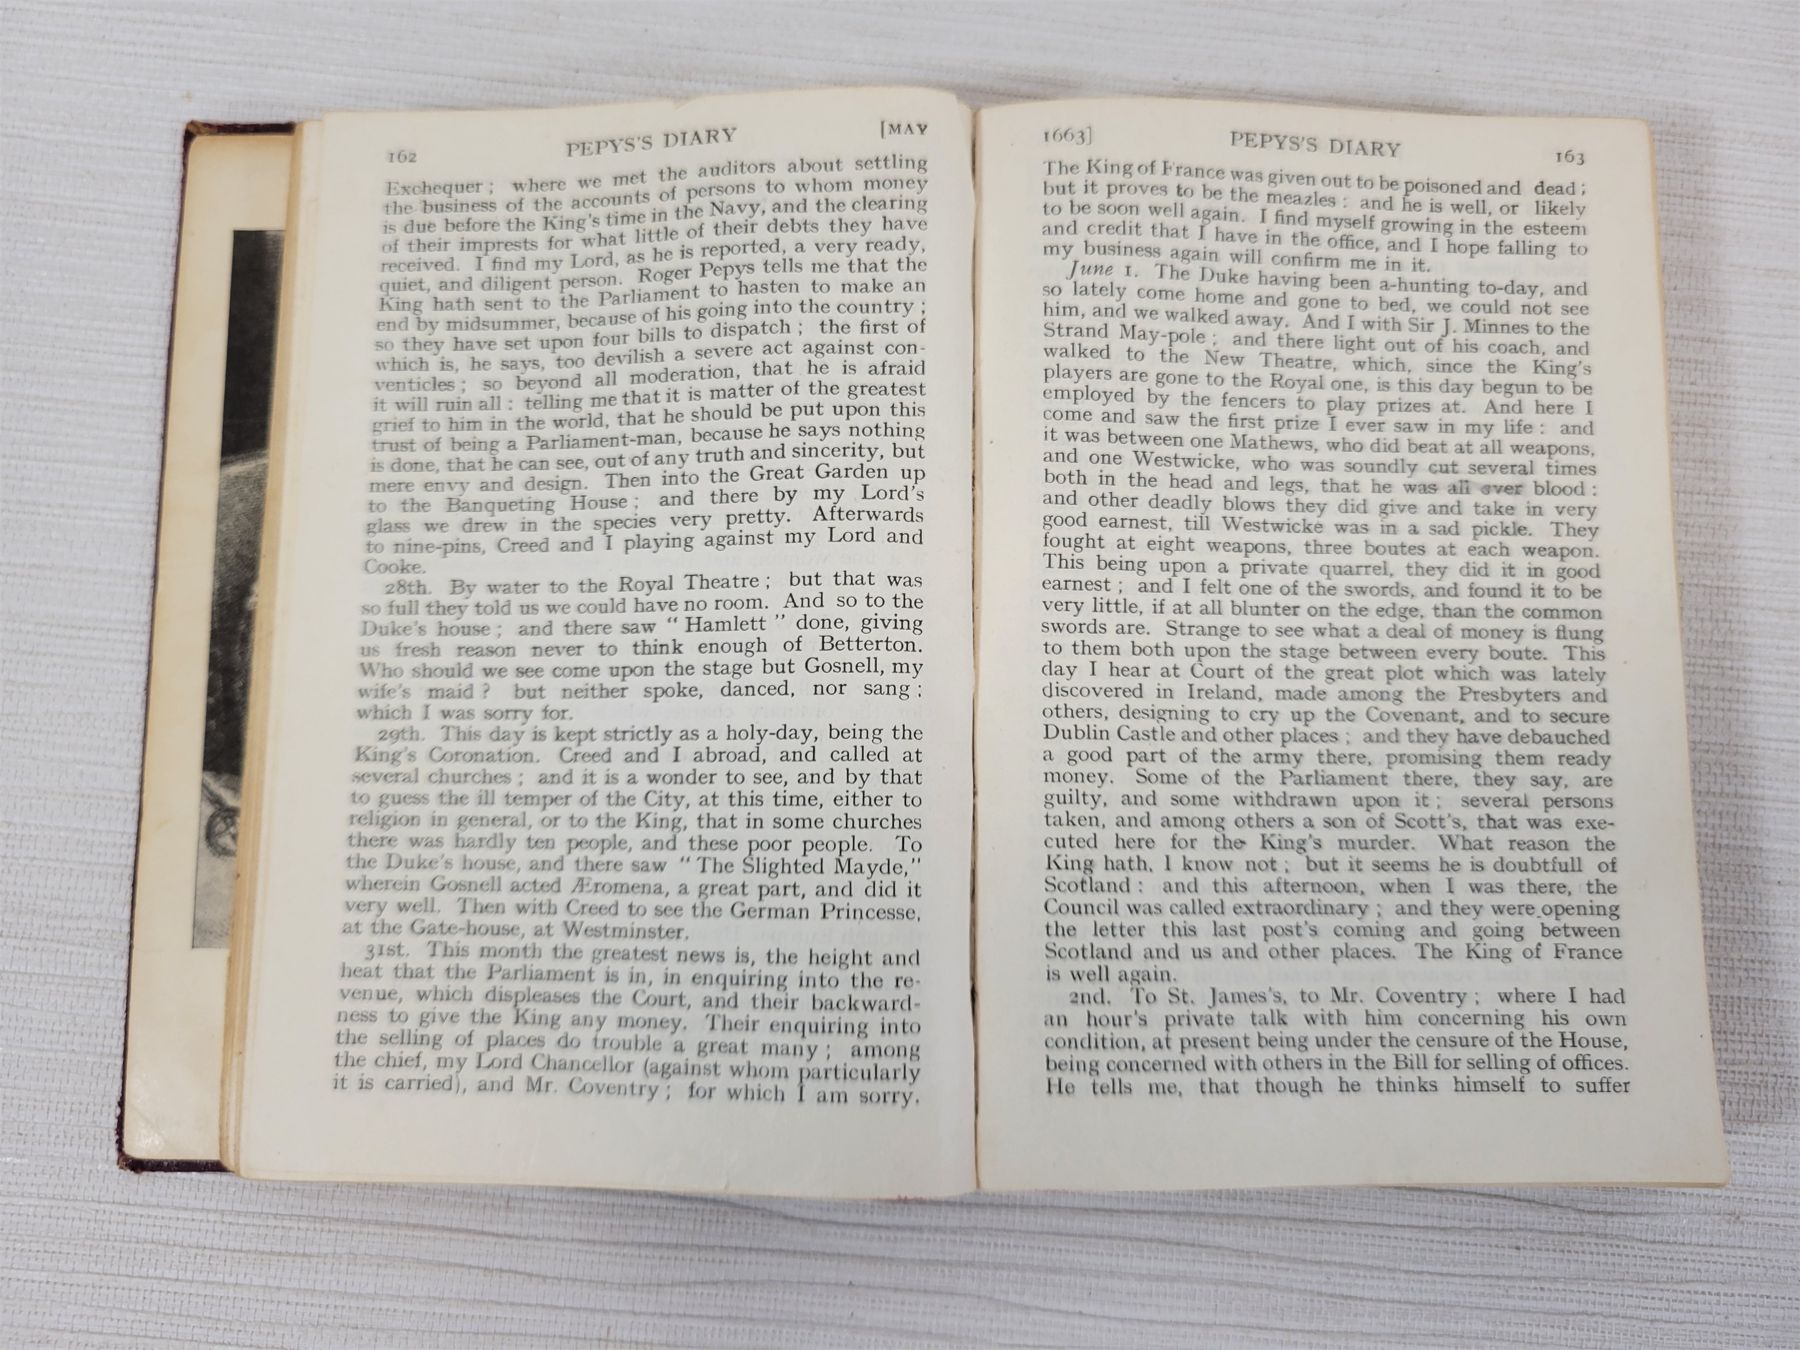 162
PEPYS'S DIARY
[MAY
Exchequer; where we met the auditors about settling
the business of the accounts of persons to whom money
is due before the King's time in the Navy, and the clearing
of their imprests for what little of their debts they have
received. I find my Lord, as he is reported, a very ready,
quiet, and diligent person. Roger Pepys tells me that the
King hath sent to the Parliament to hasten to make an
end by midsummer, because of his going into the country;
so they have set upon four bills to dispatch; the first of
which is, he says, too devilish a severe act against con-
venticles; so beyond all moderation, that he is afraid
it will ruin all: telling me that it is matter of the greatest
grief to him in the world, that he should be put upon this
trust of being a Parliament-man, because he says nothing
is done, that he can see, out of any truth and sincerity, but
mere envy and design. Then into the Great Garden up
to the Banqueting House; and there by my Lord's
glass we drew in the species very pretty. Afterwards
to nine-pins, Creed and I playing against my Lord and
Cooke.
28th. By water to the Royal Theatre; but that was
so full they told us we could have no room. And so to the
Duke's house; and there saw "Hamlett" done, giving
us fresh reason never to think enough of Betterton.
Who should we see come upon the stage but Gosnell, my
wife's maid? but neither spoke, danced, nor sang;
which I was sorry for.
29th. This day is kept strictly as a holy-day, being the
King's Coronation. Creed and I abroad, and called at
several churches; and it is a wonder to see, and by that
to guess the ill temper of the City, at this time, either to
religion in general, or to the King, that in some churches
there was hardly ten people, and these poor people. To
the Duke's house, and there saw "The Slighted Mayde,"
wherein Gosnell acted Æromena, a great part, and did it
very well. Then with Creed to see the German Princesse,
at the Gate-house, at Westminster.
31st. This month the greatest news is, the height and
heat that the Parliament is in, in enquiring into the re-
venue, which displeases the Court, and their backward-
ness to give the King any money. Their enquiring into
the selling of places do trouble a great many; among
the chief, my Lord Chancellor (against whom particularly
it is carried), and Mr. Coventry; for which I am sorry.
1663]
PEPYS'S DIARY
163
The King of France was given out to be poisoned and dead;
but it proves to be the meazles: and he is well, or likely
to be soon well again. I find myself growing in the esteem
and credit that I have in the office, and I hope falling to
my business again will confirm me in it.
June 1. The Duke having been a-hunting to-day, and
so lately come home and gone to bed, we could not see
him, and we walked away. And I with Sir J. Minnes to the
Strand May-pole; and there light out of his coach, and
walked to the New Theatre, which, since the King's
players are gone to the Royal one, is this day begun to be
employed by the fencers to play prizes at. And here I
come and saw the first prize I ever saw in my life: and
it was between one Mathews, who did beat at all weapons,
and one Westwicke, who was soundly cut several times
both in the head and legs, that he was all over blood:
and other deadly blows they did give and take in very
good earnest, till Westwicke was in a sad pickle. They
fought at eight weapons, three boutes at each weapon.
This being upon a private quarrel, they did it in good
earnest; and I felt one of the swords, and found it to be
very little, if at all blunter on the edge, than the common
swords are. Strange to see what a deal of money is flung
to them both upon the stage between every boute. This
day I hear at Court of the great plot which was lately
discovered in Ireland, made among the Presbyters and
others, designing to cry up the Covenant, and to secure
Dublin Castle and other places; and they have debauched
a good part of the army there, promising them ready
money. Some of the Parliament there, they say, are
guilty, and some withdrawn upon it; several persons
taken, and among others a son of Scott's, that was exe-
cuted here for the King's murder. What reason the
King hath, I know not; but it seems he is doubtfull of
Scotland: and this afternoon, when I was there, the
Council was called extraordinary; and they were opening
the letter this last post's coming and going between
Scotland and us and other places. The King of France
is well again.
2nd. To St. James's, to Mr. Coventry; where I had
an hour's private talk with him concerning his own
condition, at present being under the censure of the House,
being concerned with others in the Bill for selling of offices.
He tells me, that though he thinks himself to suffer